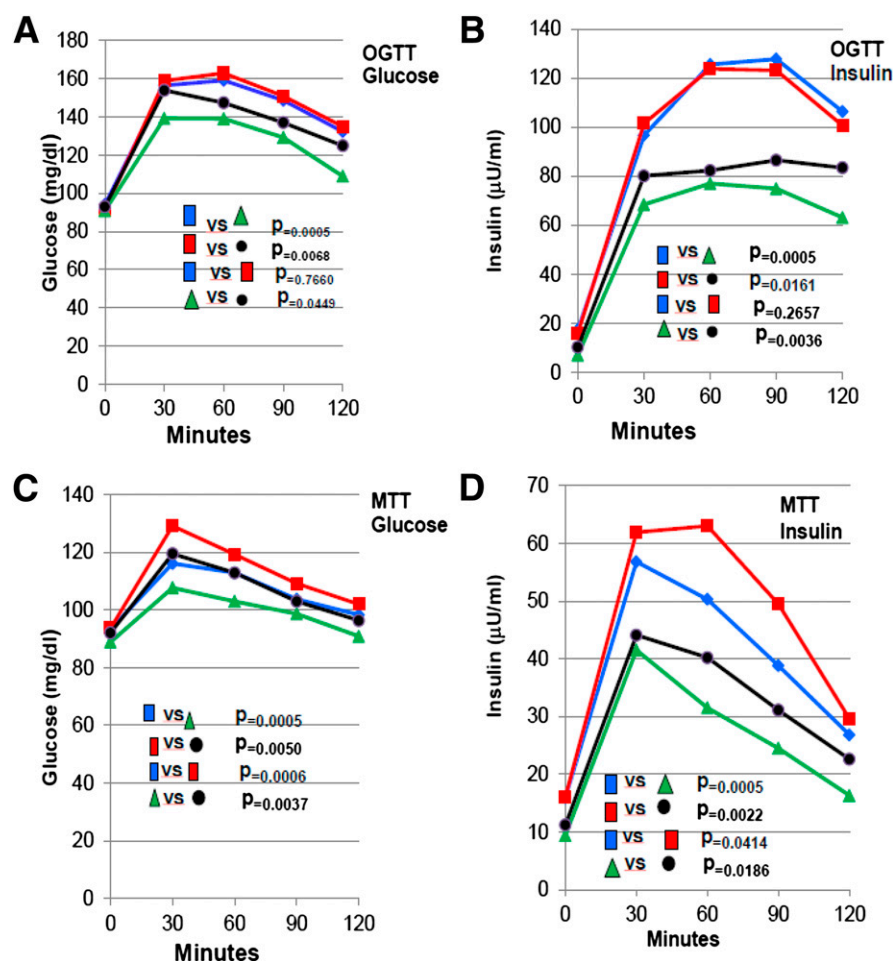 A
OGTT
Glucose
Glucose (mg/dl)
180
160
140
120
100
80
60
40
20
0
vs p=0.0005
vs p=0.0068
vs p=0.7660
vs p=0.0449
0 30 60 90 120
Minutes
B
OGTT
Insulin
Insulin (µU/ml)
140
120
100
80
60
40
20
0
vs p=0.0005
vs p=0.0161
vs p=0.2657
vs p=0.0036
0 30 60 90 120
Minutes
C
MTT
Glucose
Glucose (mg/dl)
140
120
100
80
60
40
20
0
vs p=0.0005
vs p=0.0050
vs p=0.0006
vs p=0.0037
0 30 60 90 120
Minutes
D
MTT
Insulin
Insulin (µU/ml)
70
60
50
40
30
20
10
0
vs p=0.0005
vs p=0.0022
vs p=0.0414
vs p=0.0186
0 30 60 90 120
Minutes